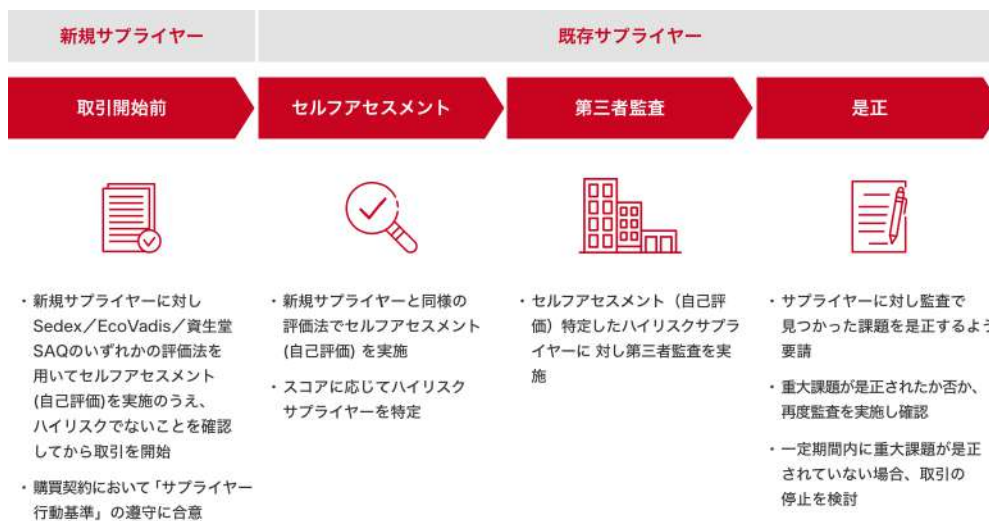 新規サプライヤー
既存サプライヤー
取引開始前
セルフアセスメント
第三者監査
是正
・新規サプライヤーに対し
Sedex／EcoVadis／資生堂
SAQのいずれかの評価法を
用いてセルフアセスメント
(自己評価)を実施のうえ、
ハイリスクでないことを確認
してから取引を開始
・購買契約において「サプライヤー
行動基準」の遵守に合意
・新規サプライヤーと同様の
評価法でセルフアセスメント
(自己評価) を実施
・スコアに応じてハイリスク
サプライヤーを特定
・セルフアセスメント（自己評
価）特定したハイリスクサプラ
イヤーに 対し第三者監査を実
施
・サプライヤーに対し監査で
見つかった課題を是正するよう
要請
・重大課題が是正されたか否か、
再度監査を実施し確認
・一定期間内に重大課題が是正
されていない場合、取引の
停止を検討